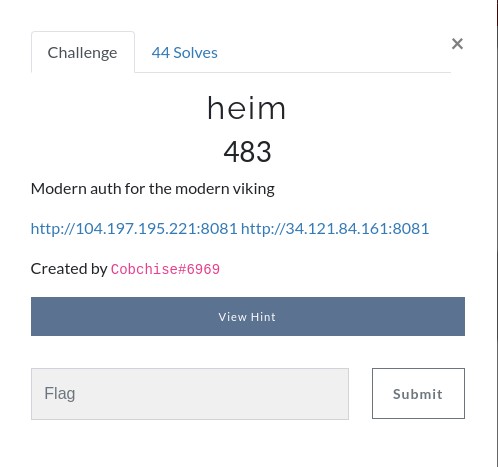 Challenge
44 Solves
×
heim
483
Modern auth for the modern viking
http://104.197.195.221:8081 http://34.121.84.161:8081
Created by Cobchise#6969
View Hint
Flag
Submit